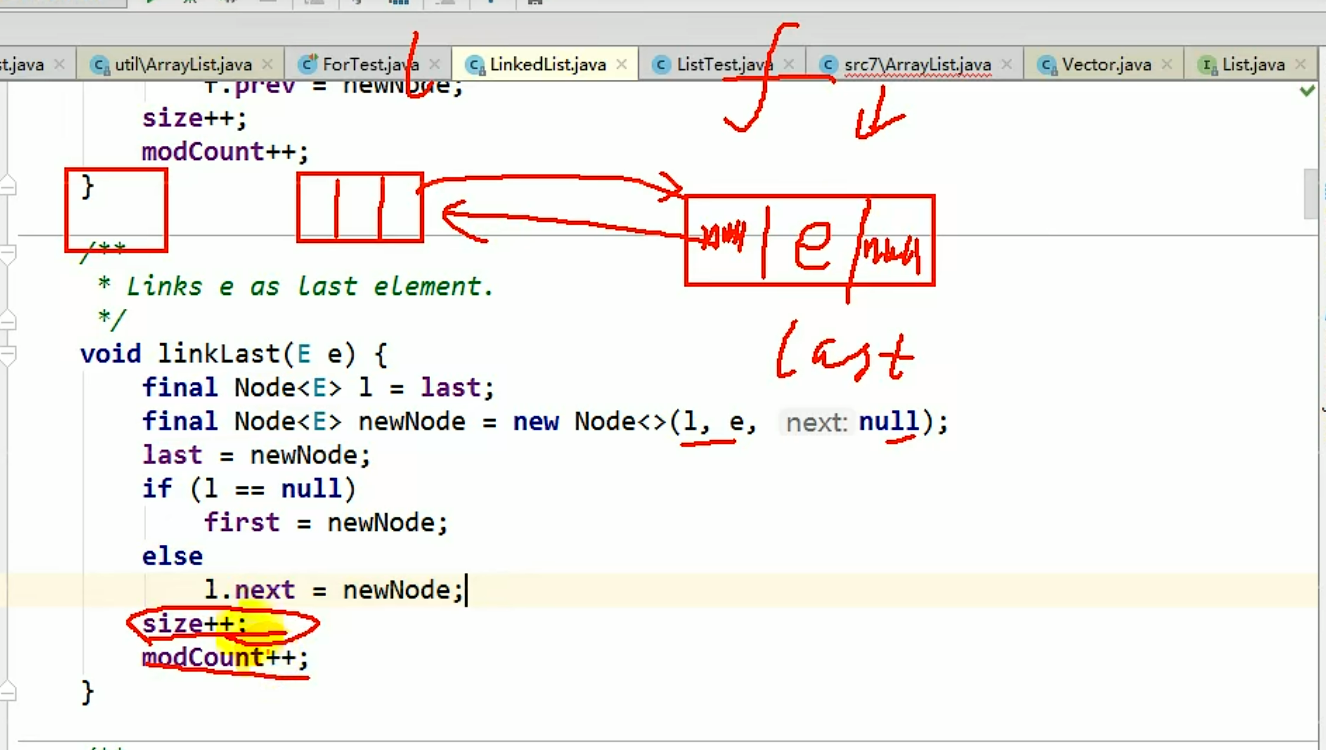 st.java util\ArrayList.java ForTest.java LinkedList.java ListTest.java src7\ArrayList.java Vector.java List.java
f.prev = newNode;
size++;
modCount++;
}
e
/**
* Links e as last element.
*/
last
void linkLast(E e) {
final Node<E> l = last;
final Node<E> newNode = new Node<>(l, e, next: null);
last = newNode;
if (l == null)
first = newNode;
else
l.next = newNode;
size++;
modCount++;
}